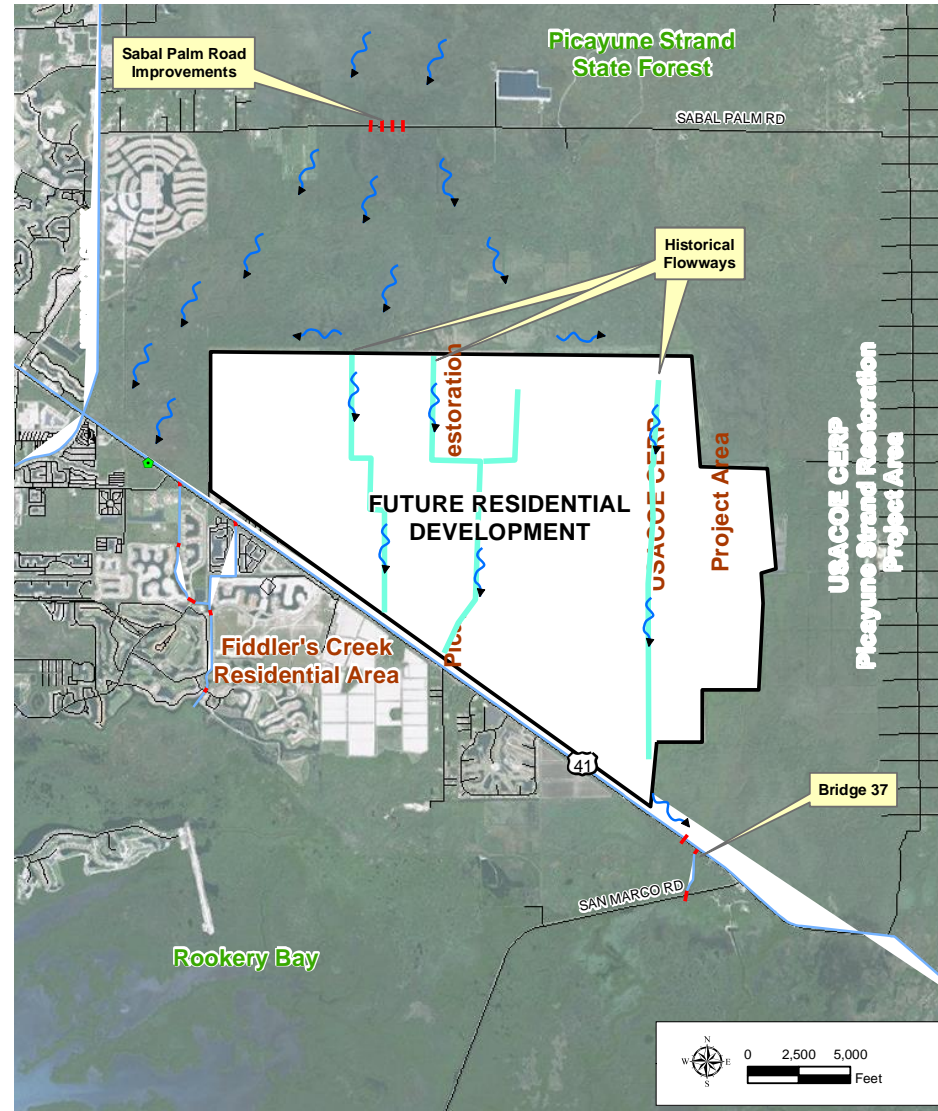 Picayune Strand
State Forest
Sabal Palm Road
Improvements
SABAL PALM RD
Historical
Flowways
estoration
USACOE CERP
Project Area
USACOE CERP
Picayune Strand Restoration
Project Area
FUTURE RESIDENTIAL
DEVELOPMENT
Pic
Fiddler's Creek
Residential Area
41
Bridge 37
SAN MARCO RD
Rookery Bay
N
W E
S
0 2,500 5,000
Feet